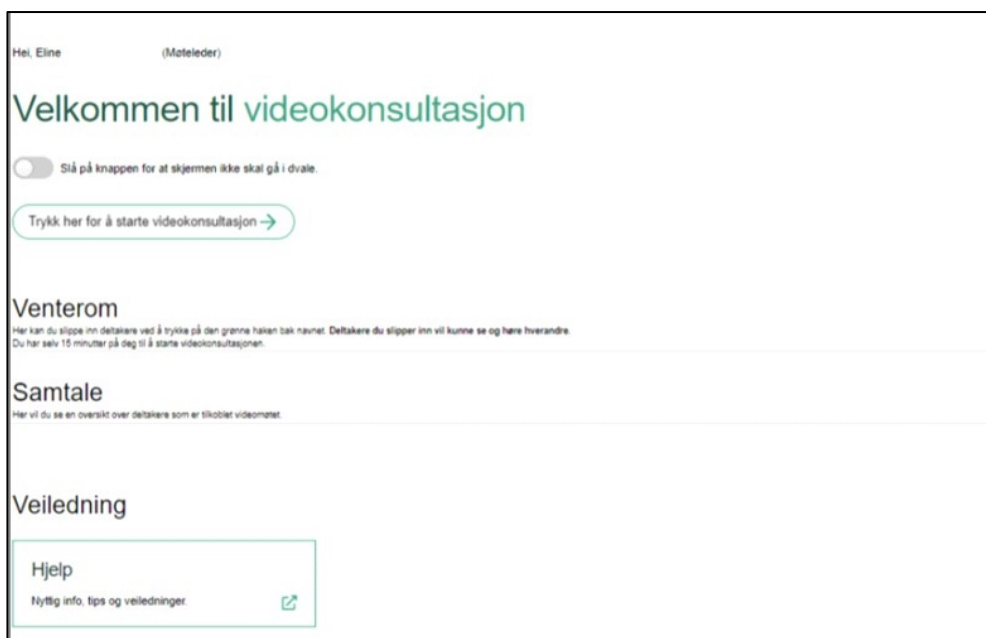 Hei, Eline (Møteleder)
Velkommen til videokonsultasjon
Slå på knappen for at skjermen ikke skal gå i dvale.
Trykk her for å starte videokonsultasjon
Venterom
Her kan du slippe inn deltakere ved å trykke på den grønne haken bak navnet. Deltakere du slipper inn vil kunne se og høre hverandre.
Du har selv 15 minutter på deg til å starte videokonsultasjonen.
Samtale
Her vil du se en oversikt over deltakere som er tilkoblet videomøtet.
Veiledning
Hjelp
Nyttig info, tips og veiledninger.